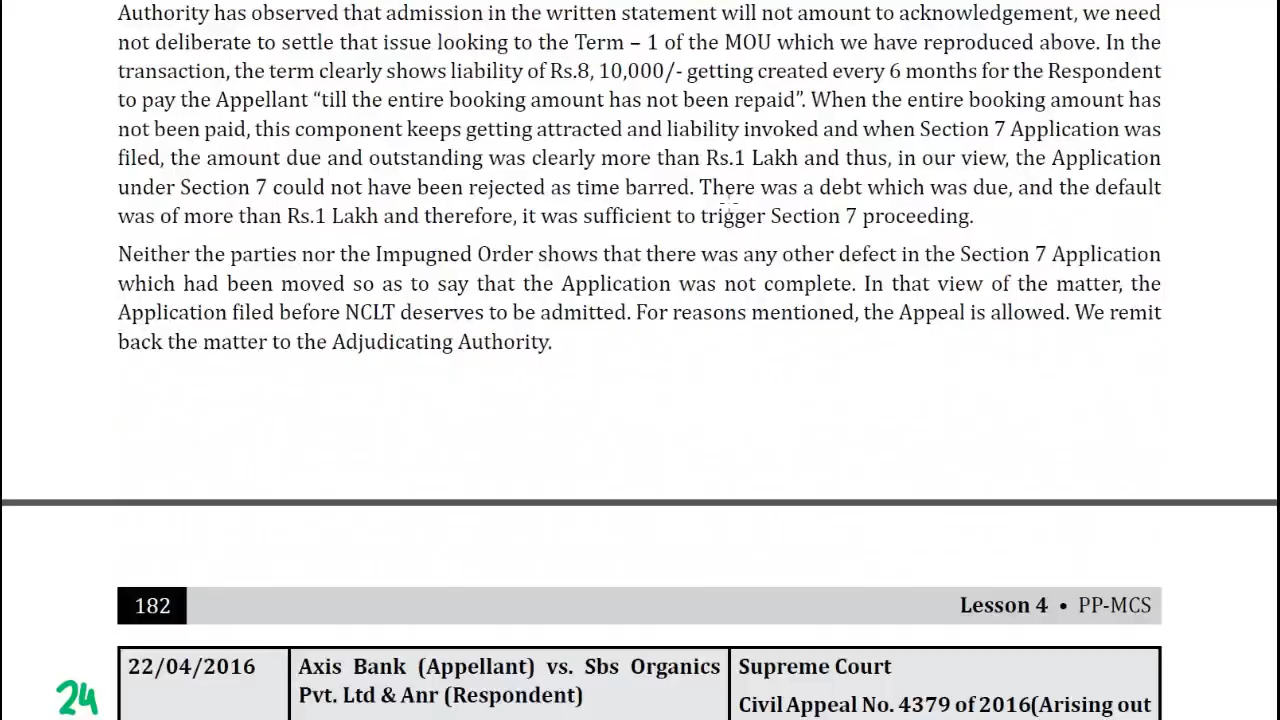 Authority has observed that admission in the written statement will not amount to acknowledgement, we need
not deliberate to settle that issue looking to the Term – 1 of the MOU which we have reproduced above. In the
transaction, the term clearly shows liability of Rs.8, 10,000/- getting created every 6 months for the Respondent
to pay the Appellant “till the entire booking amount has not been repaid”. When the entire booking amount has
not been paid, this component keeps getting attracted and liability invoked and when Section 7 Application was
filed, the amount due and outstanding was clearly more than Rs.1 Lakh and thus, in our view, the Application
under Section 7 could not have been rejected as time barred. There was a debt which was due, and the default
was of more than Rs.1 Lakh and therefore, it was sufficient to trigger Section 7 proceeding.
Neither the parties nor the Impugned Order shows that there was any other defect in the Section 7 Application
which had been moved so as to say that the Application was not complete. In that view of the matter, the
Application filed before NCLT deserves to be admitted. For reasons mentioned, the Appeal is allowed. We remit
back the matter to the Adjudicating Authority.
182
Lesson 4 • PP-MCS
24
22/04/2016
Axis Bank (Appellant) vs. Sbs Organics
Pvt. Ltd & Anr (Respondent)
Supreme Court
Civil Appeal No. 4379 of 2016(Arising out